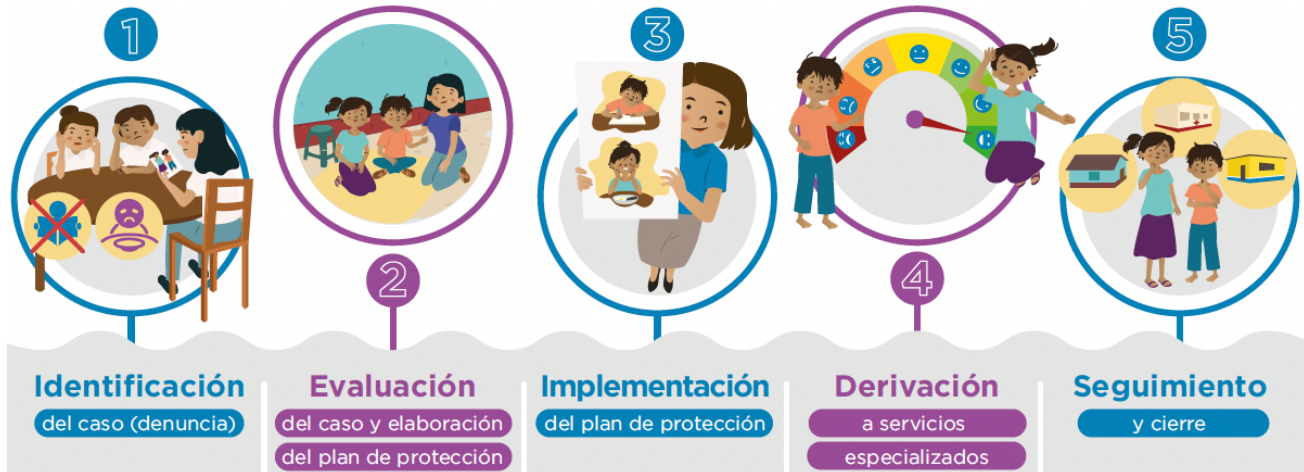 1
2
3
4
5
Identificación
del caso (denuncia)
Evaluación
del caso y elaboración
del plan de protección
Implementación
del plan de protección
Derivación
a servicios
especializados
Seguimiento
y cierre